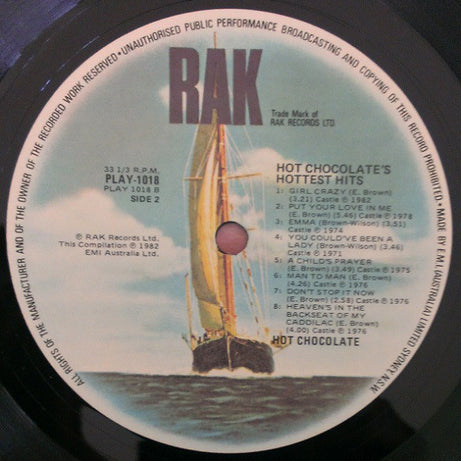 ALL RIGHTS OF THE MANUFACTURER AND OF THE OWNER OF THE RECORDED WORK RESERVED • UNAUTHORISED PUBLIC PERFORMANCE BROADCASTING AND COPYING OF THIS RECORD PROHIBITED • MADE BY E.M.I. (AUSTRALIA) LIMITED SYDNEY N.S.W.
RAK
Trade Mark of
RAK RECORDS LTD.
33 1/3 R.P.M.
PLAY-1018
PLAY 1018 B
SIDE 2
℗ RAK Records Ltd.
This Compilation ℗ 1982
EMI Australia Ltd.
HOT CHOCOLATE'S
HOTTEST HITS
1: GIRL CRAZY (E. Brown)
(3.21) Castle ℗ 1982
2: PUT YOUR LOVE IN ME
(E. Brown) (3.46) Castle ℗ 1978
3: EMMA (Brown-Wilson) (3.51)
Castle ℗ 1974
4: YOU COULD'VE BEEN A
LADY (Brown-Wilson) (3.46)
Castle ℗ 1971
5: A CHILD'S PRAYER
(E. Brown) (3.49) Castle ℗ 1975
6: MAN TO MAN (E. Brown)
(4.26) Castle ℗ 1976
7: DON'T STOP IT NOW
(E. Brown) (2.58) Castle ℗ 1976
8: HEAVEN'S IN THE
BACKSEAT OF MY
CADDILAC (E. Brown)
(4.00) Castle ℗ 1976
HOT CHOCOLATE